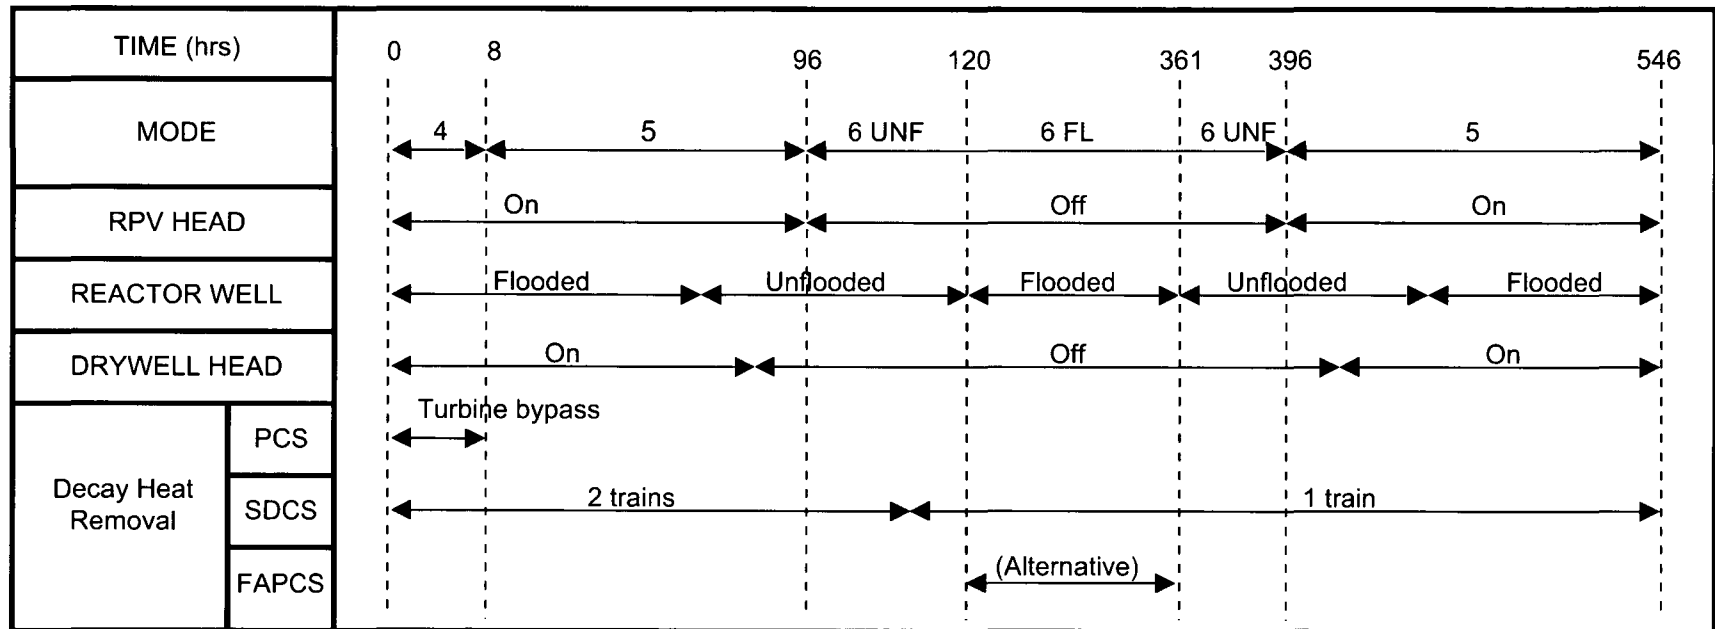 TIME (hrs)
0 8 96 120 361 396 546
MODE
4 5 6 UNF 6 FL 6 UNF 5
RPV HEAD
On Off On
REACTOR WELL
Flooded Unflooded Flooded Unflooded Flooded
DRYWELL HEAD
On Off On
Decay Heat
Removal
PCS
Turbine bypass
SDCS
2 trains 1 train
FAPCS
(Alternative)